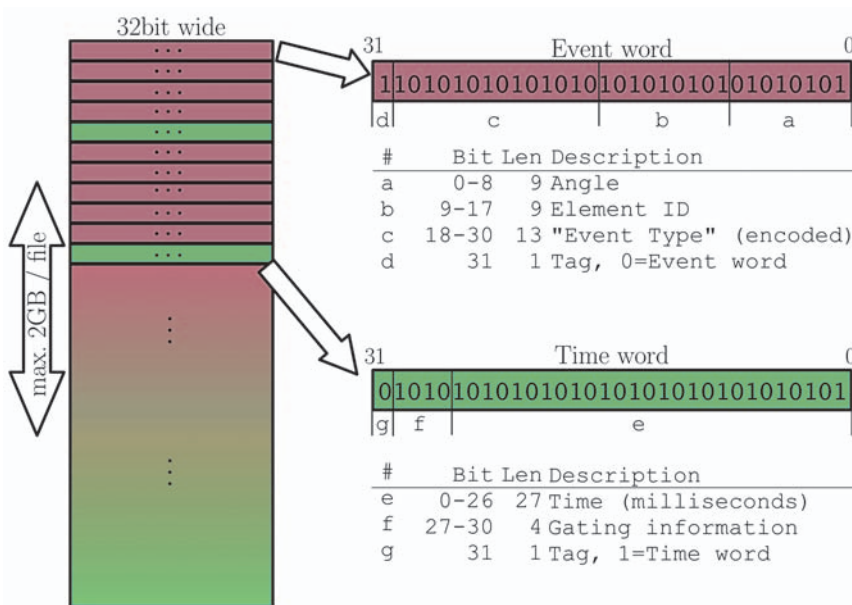 32bit wide
...
...
...
...
...
...
...
...
...
...
...
...
...
max. 2GB / file
31 Event word 0
11010101010101010101010101010101
d c b a
# Bit Len Description
a 0-8 9 Angle
b 9-17 9 Element ID
c 18-30 13 "Event Type" (encoded)
d 31 1 Tag, 0=Event word
31 Time word 0
01010101010101010101010101010101
g f e
# Bit Len Description
e 0-26 27 Time (milliseconds)
f 27-30 4 Gating information
g 31 1 Tag, 1=Time word